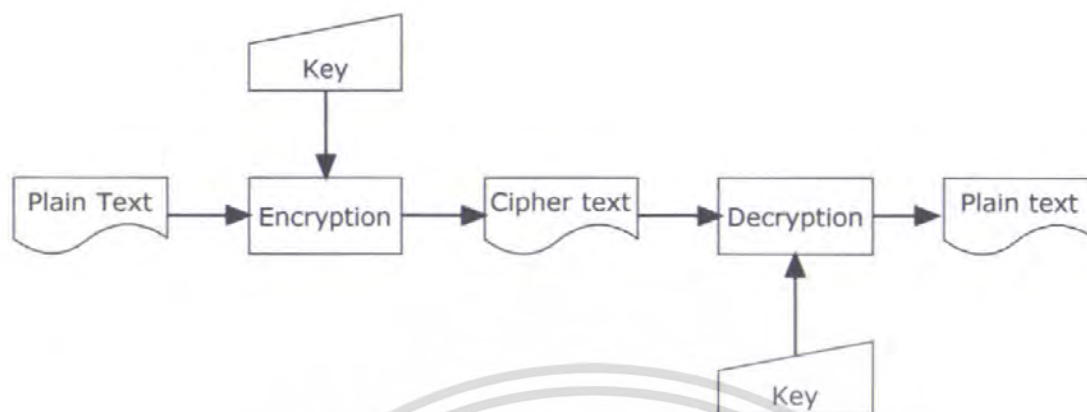 Key
Plain Text
Encryption
Cipher text
Decryption
Plain text
Key